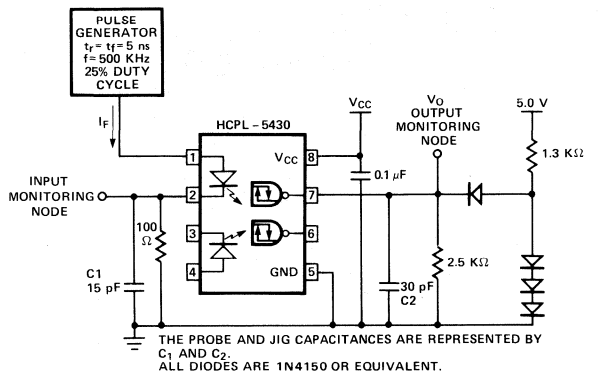 PULSE
GENERATOR
tr= tf= 5 ns
f= 500 KHz
25% DUTY
CYCLE
IF
HCPL-5430
VCC
VO
OUTPUT
MONITORING
NODE
5.0 V
1.3 KΩ
1
VCC
8
0.1 μF
INPUT
MONITORING
NODE
2
7
100
Ω
3
6
2.5 KΩ
C1
15 pF
4
GND
5
30 pF
C2
THE PROBE AND JIG CAPACITANCES ARE REPRESENTED BY
C1 AND C2.
ALL DIODES ARE 1N4150 OR EQUIVALENT.